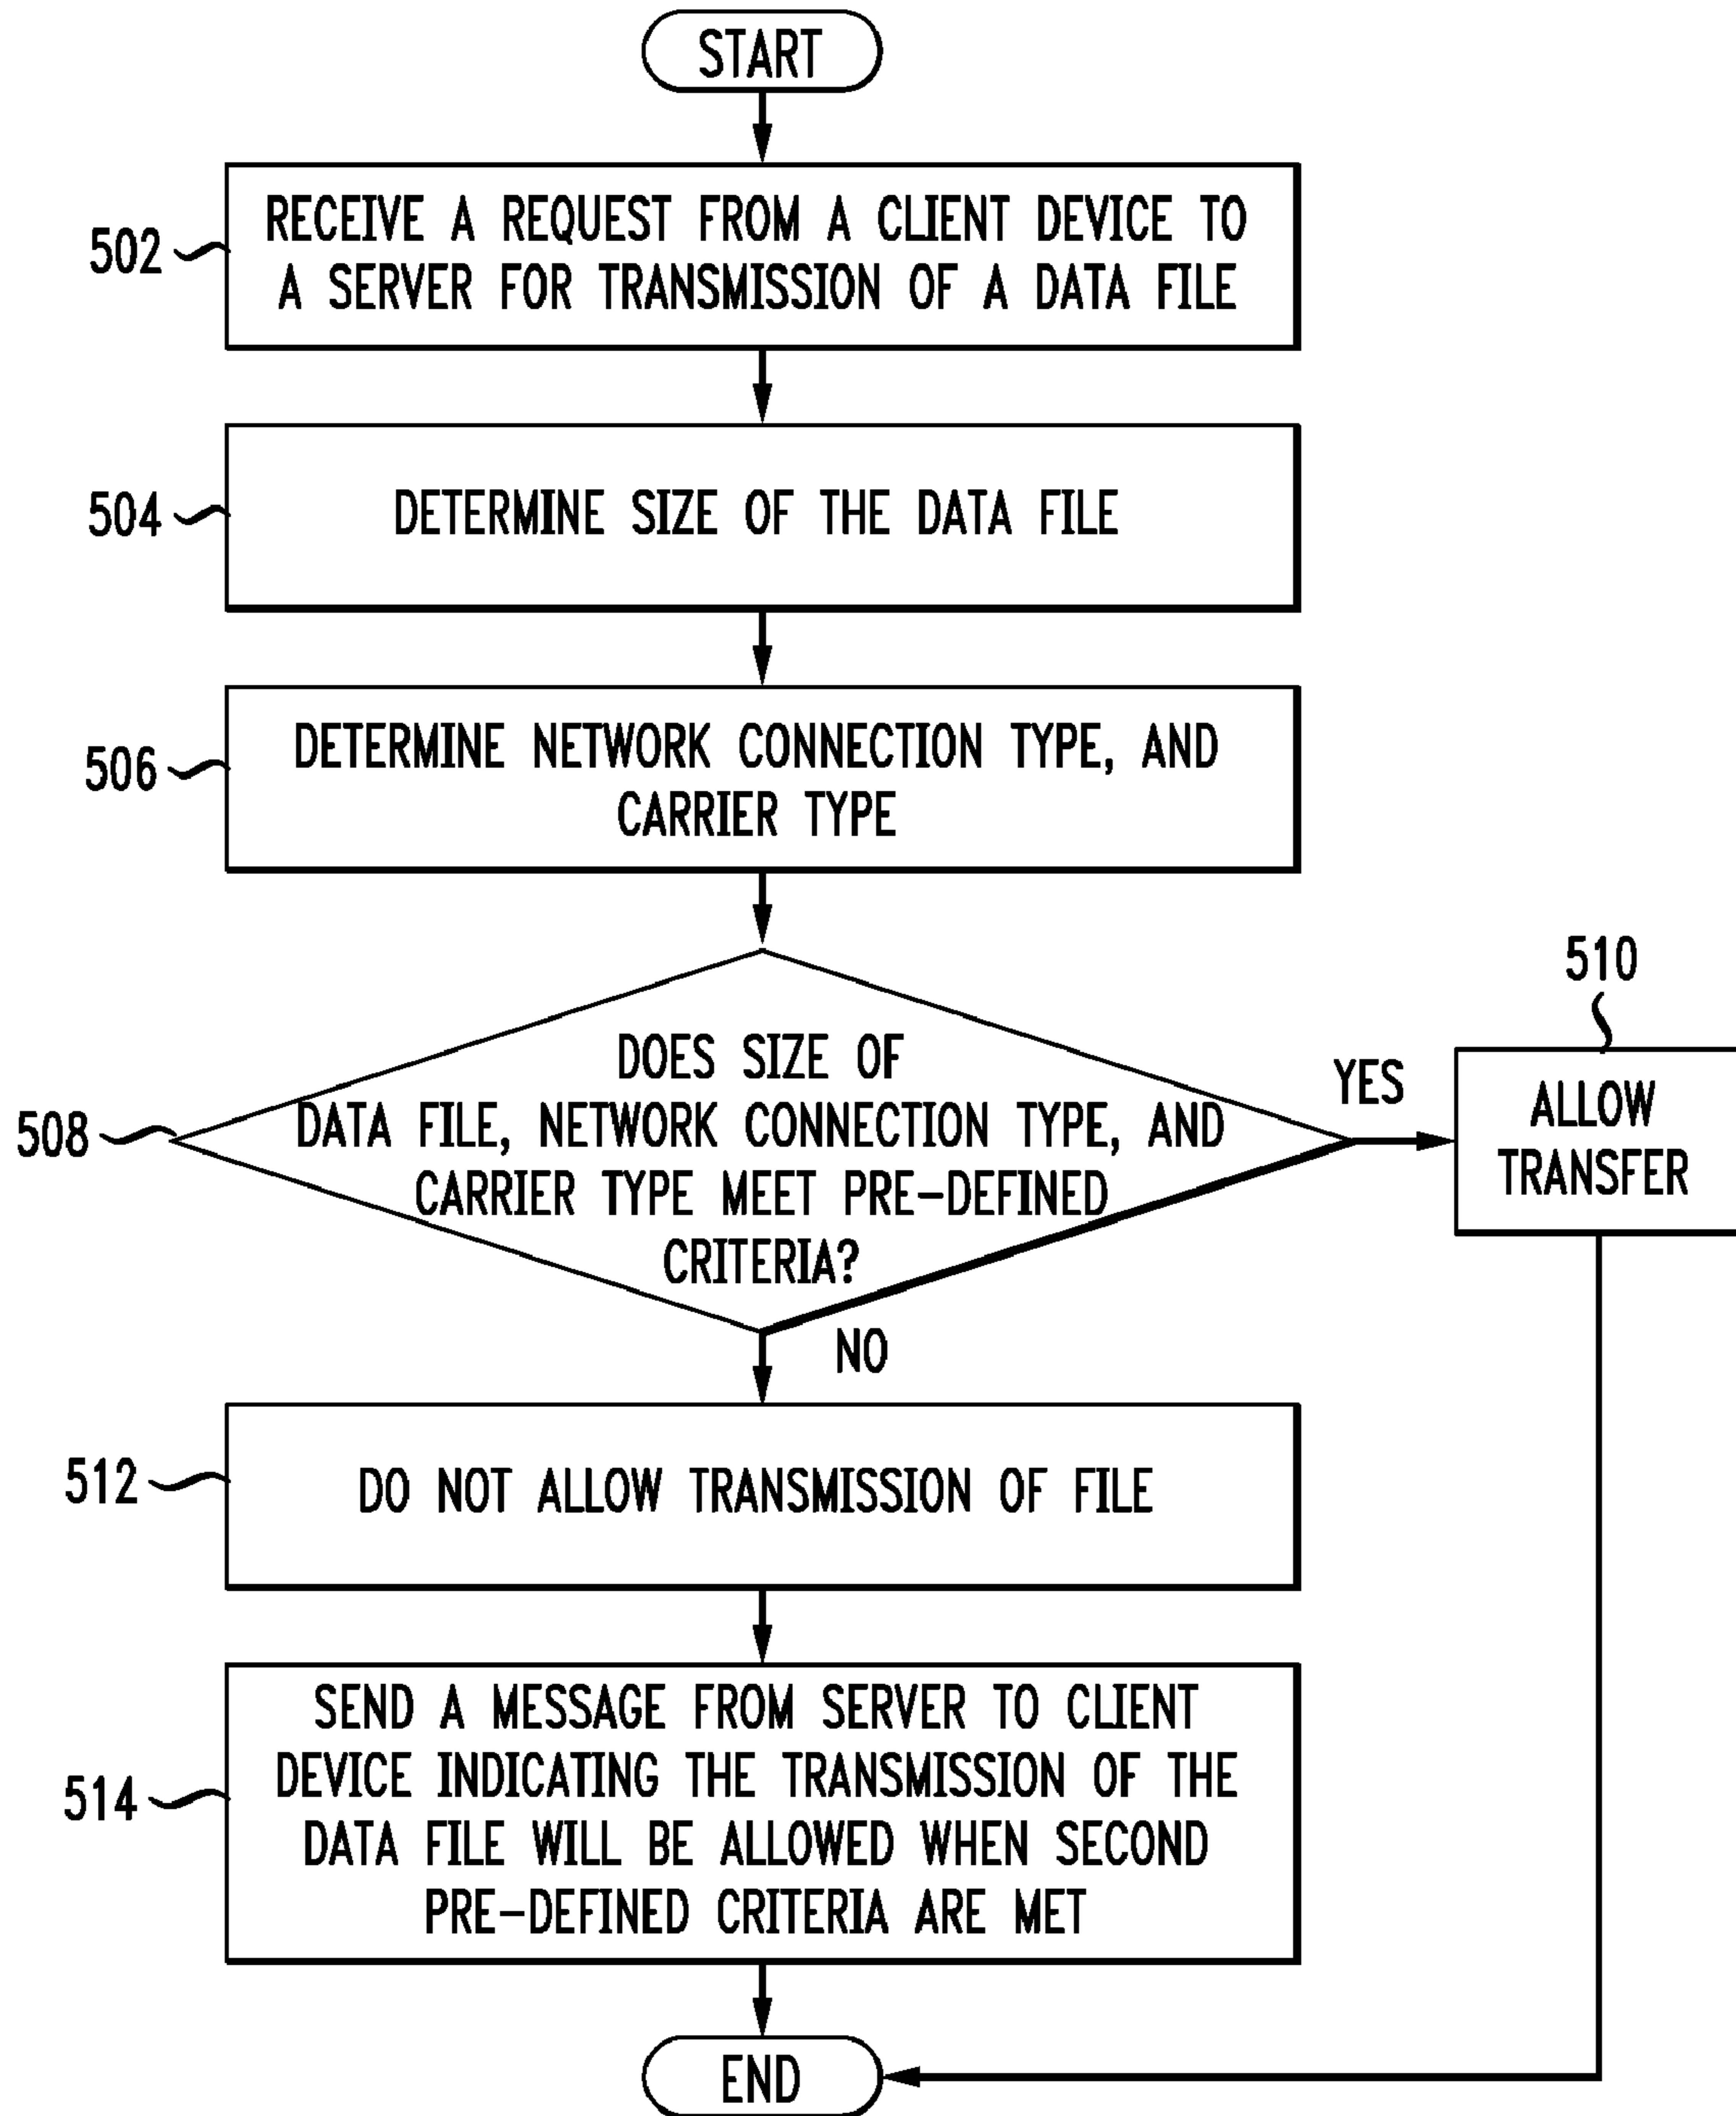 START
502
RECEIVE A REQUEST FROM A CLIENT DEVICE TO
A SERVER FOR TRANSMISSION OF A DATA FILE
504
DETERMINE SIZE OF THE DATA FILE
506
DETERMINE NETWORK CONNECTION TYPE, AND
CARRIER TYPE
508
DOES SIZE OF
DATA FILE, NETWORK CONNECTION TYPE, AND
CARRIER TYPE MEET PRE-DEFINED
CRITERIA?
YES
510
ALLOW
TRANSFER
NO
512
DO NOT ALLOW TRANSMISSION OF FILE
514
SEND A MESSAGE FROM SERVER TO CLIENT
DEVICE INDICATING THE TRANSMISSION OF THE
DATA FILE WILL BE ALLOWED WHEN SECOND
PRE-DEFINED CRITERIA ARE MET
END